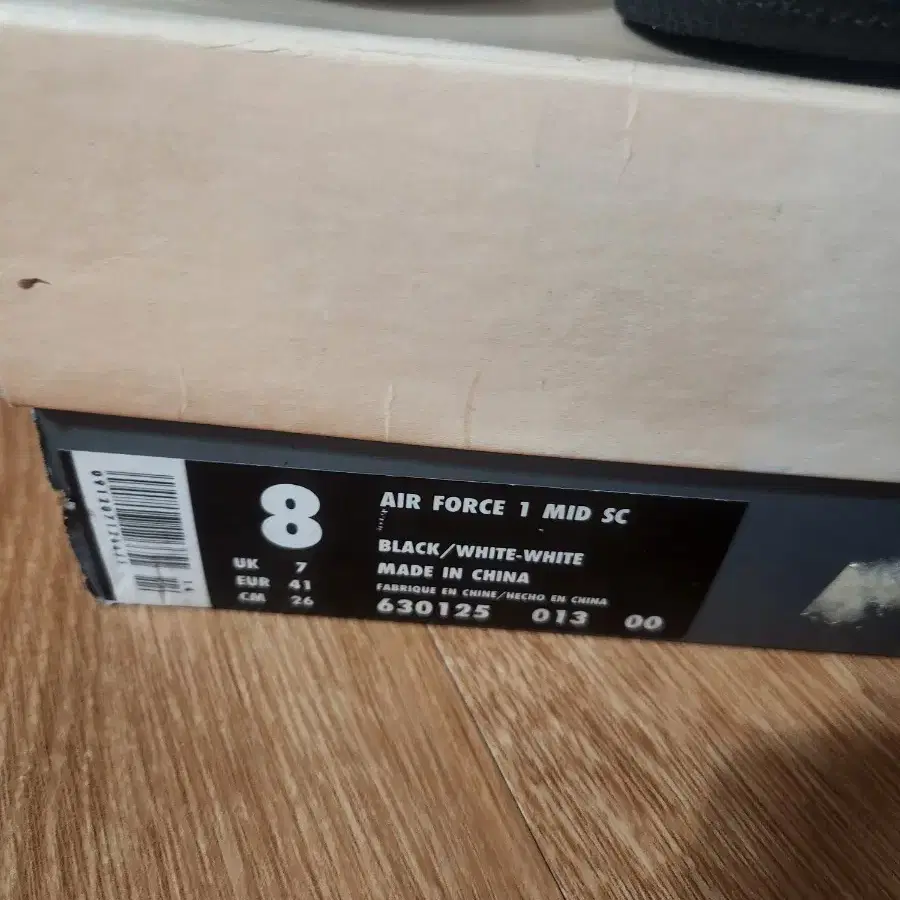 8
UK 7
EUR 41
CM 26
AIR FORCE 1 MID SC
BLACK/WHITE-WHITE
MADE IN CHINA
FABRIQUE EN CHINE/HECHO EN CHINA
630125 013 00